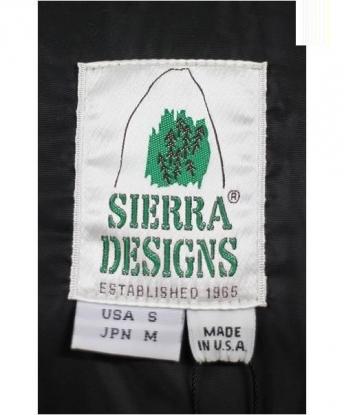 SIERRA ®
DESIGNS
ESTABLISHED 1965
USA S
JPN M
MADE
IN U.S.A.